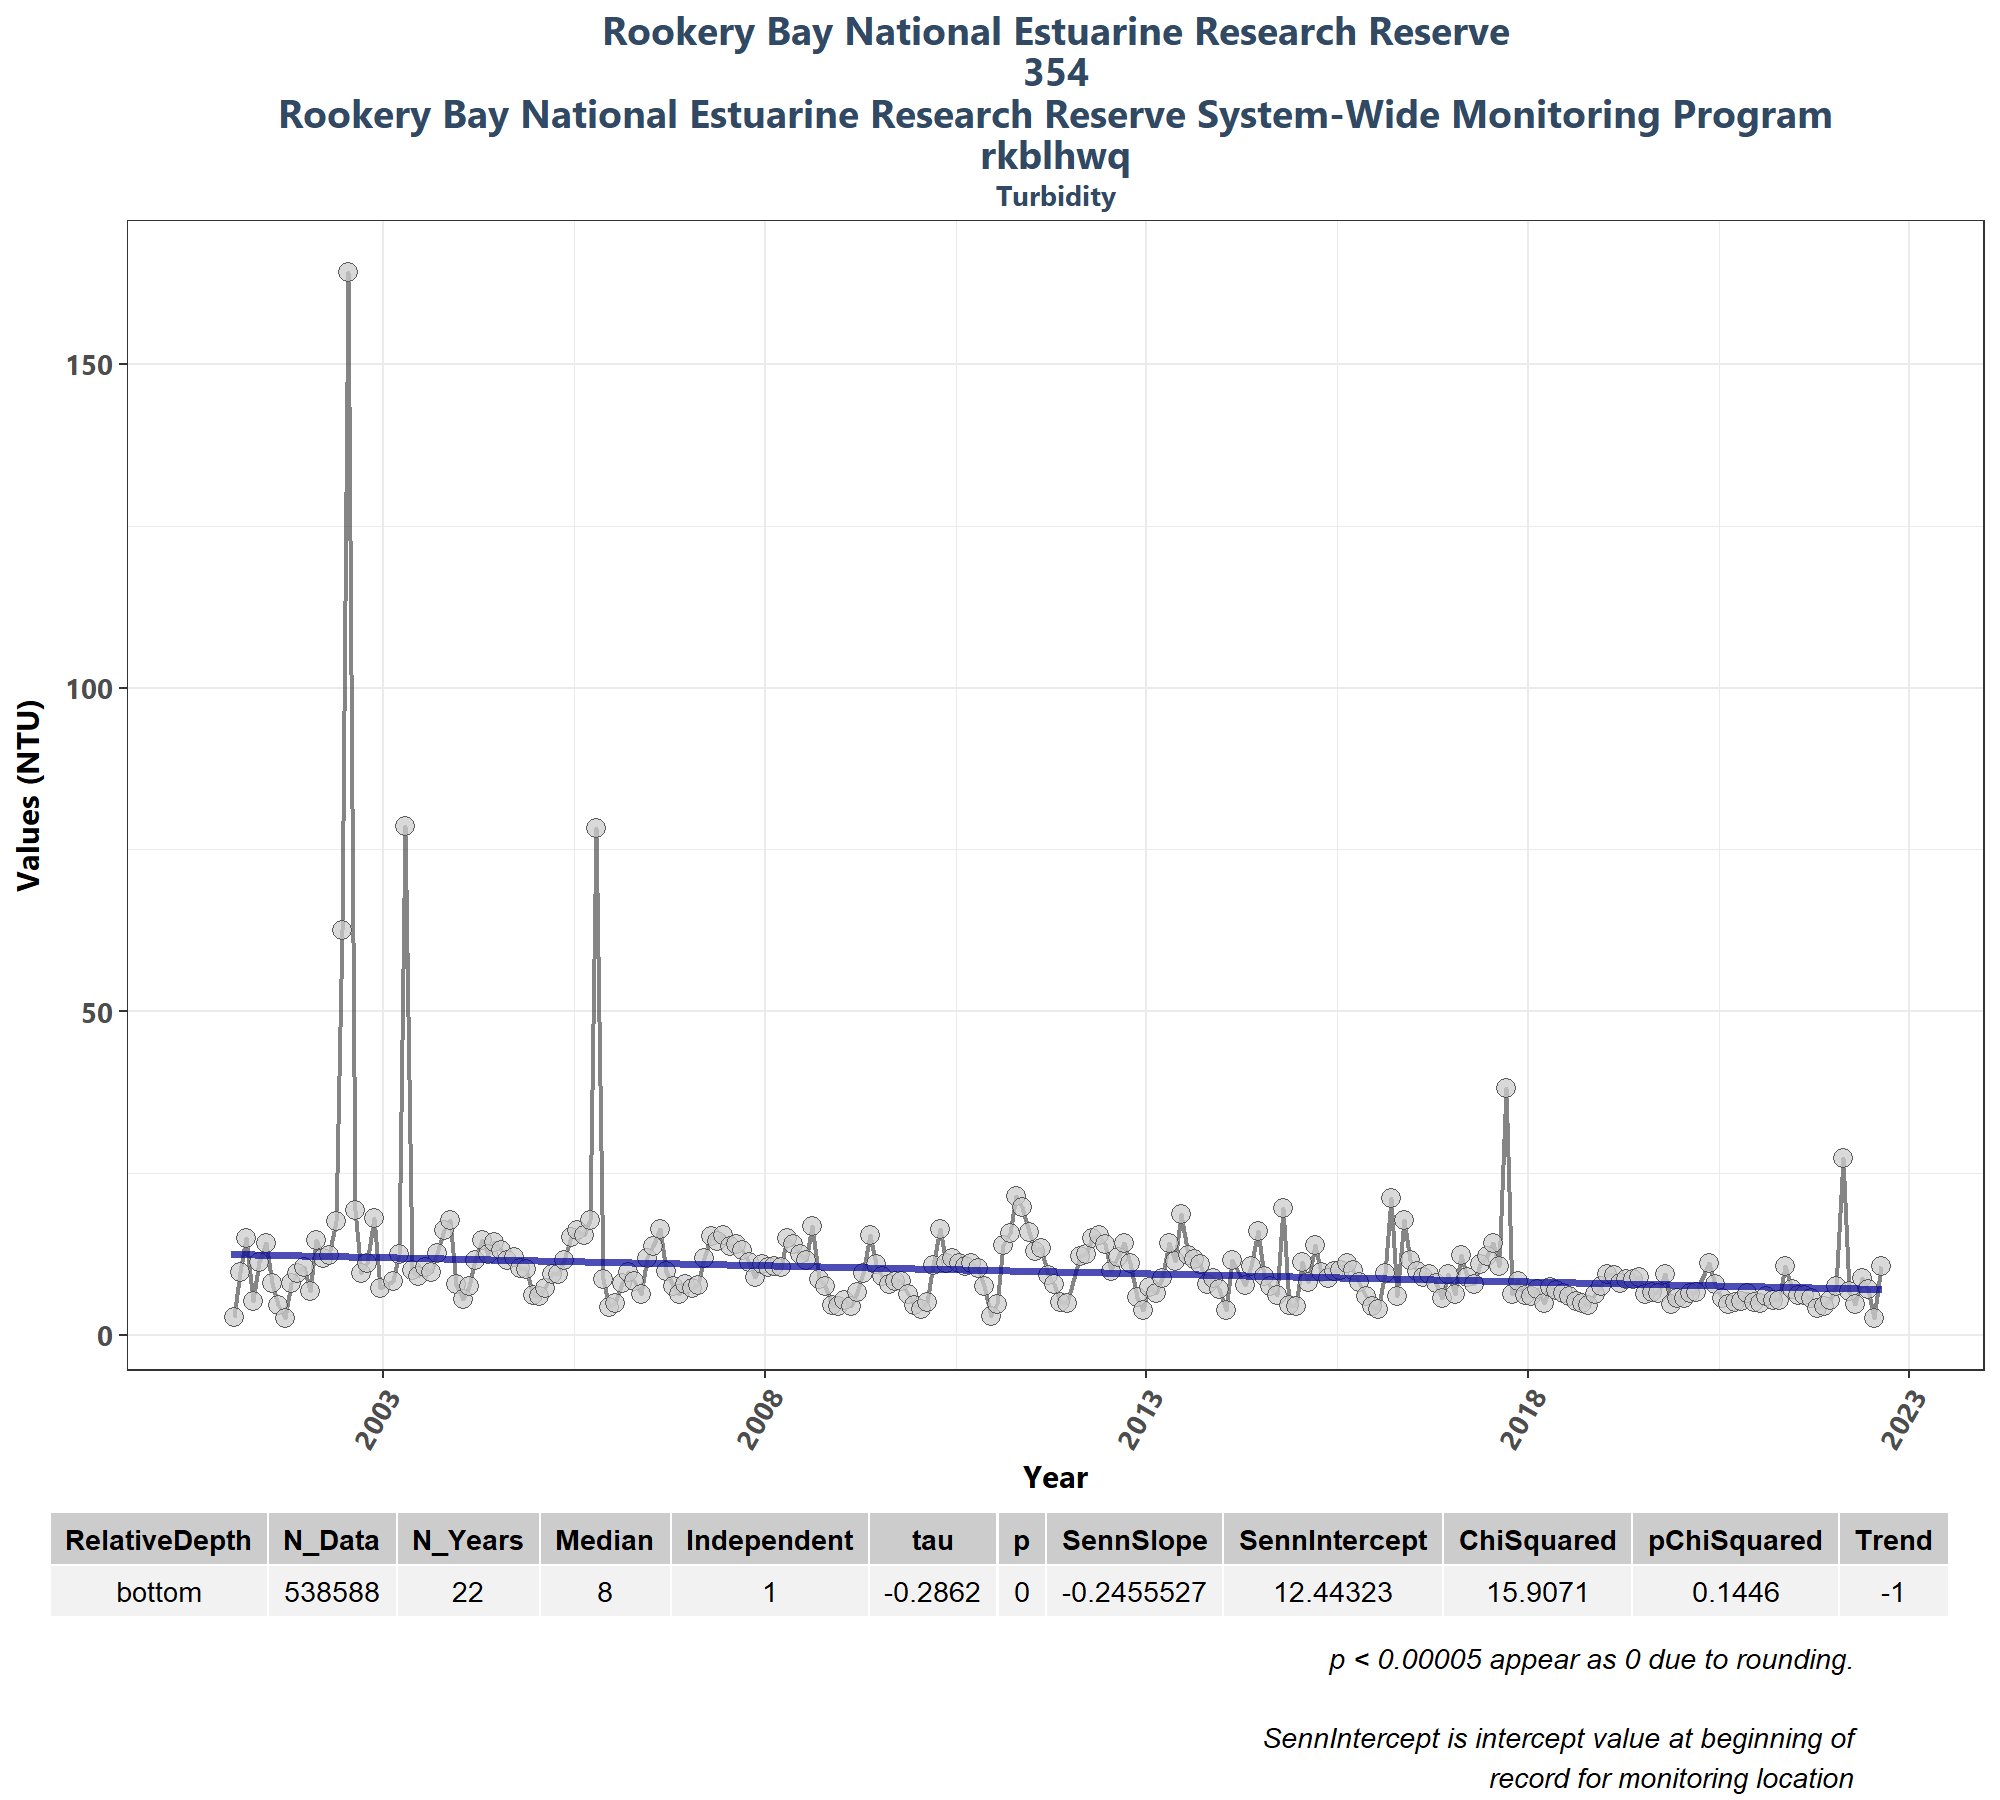 Rookery Bay National Estuarine Research Reserve
354
Rookery Bay National Estuarine Research Reserve System-Wide Monitoring Program
rkblhwq
Turbidity
150
100
50
0
Values (NTU)
2003 2008 2013 2018 2023
Year
RelativeDepth N_Data N_Years Median Independent tau p SennSlope SennIntercept ChiSquared pChiSquared Trend
bottom 538588 22 8 1 -0.2862 0 -0.2455527 12.44323 15.9071 0.1446 -1
p < 0.00005 appear as 0 due to rounding.
SennIntercept is intercept value at beginning of
record for monitoring location